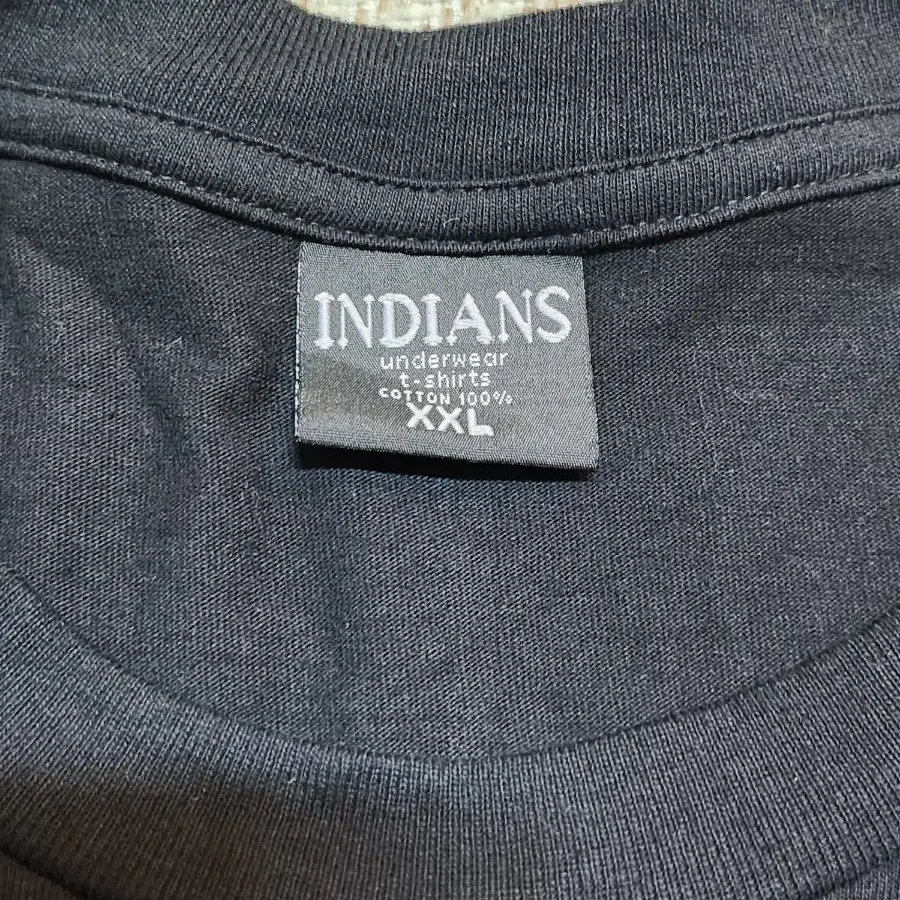 INDIANS
underwear
t-shirts
COTTON 100%
XXL